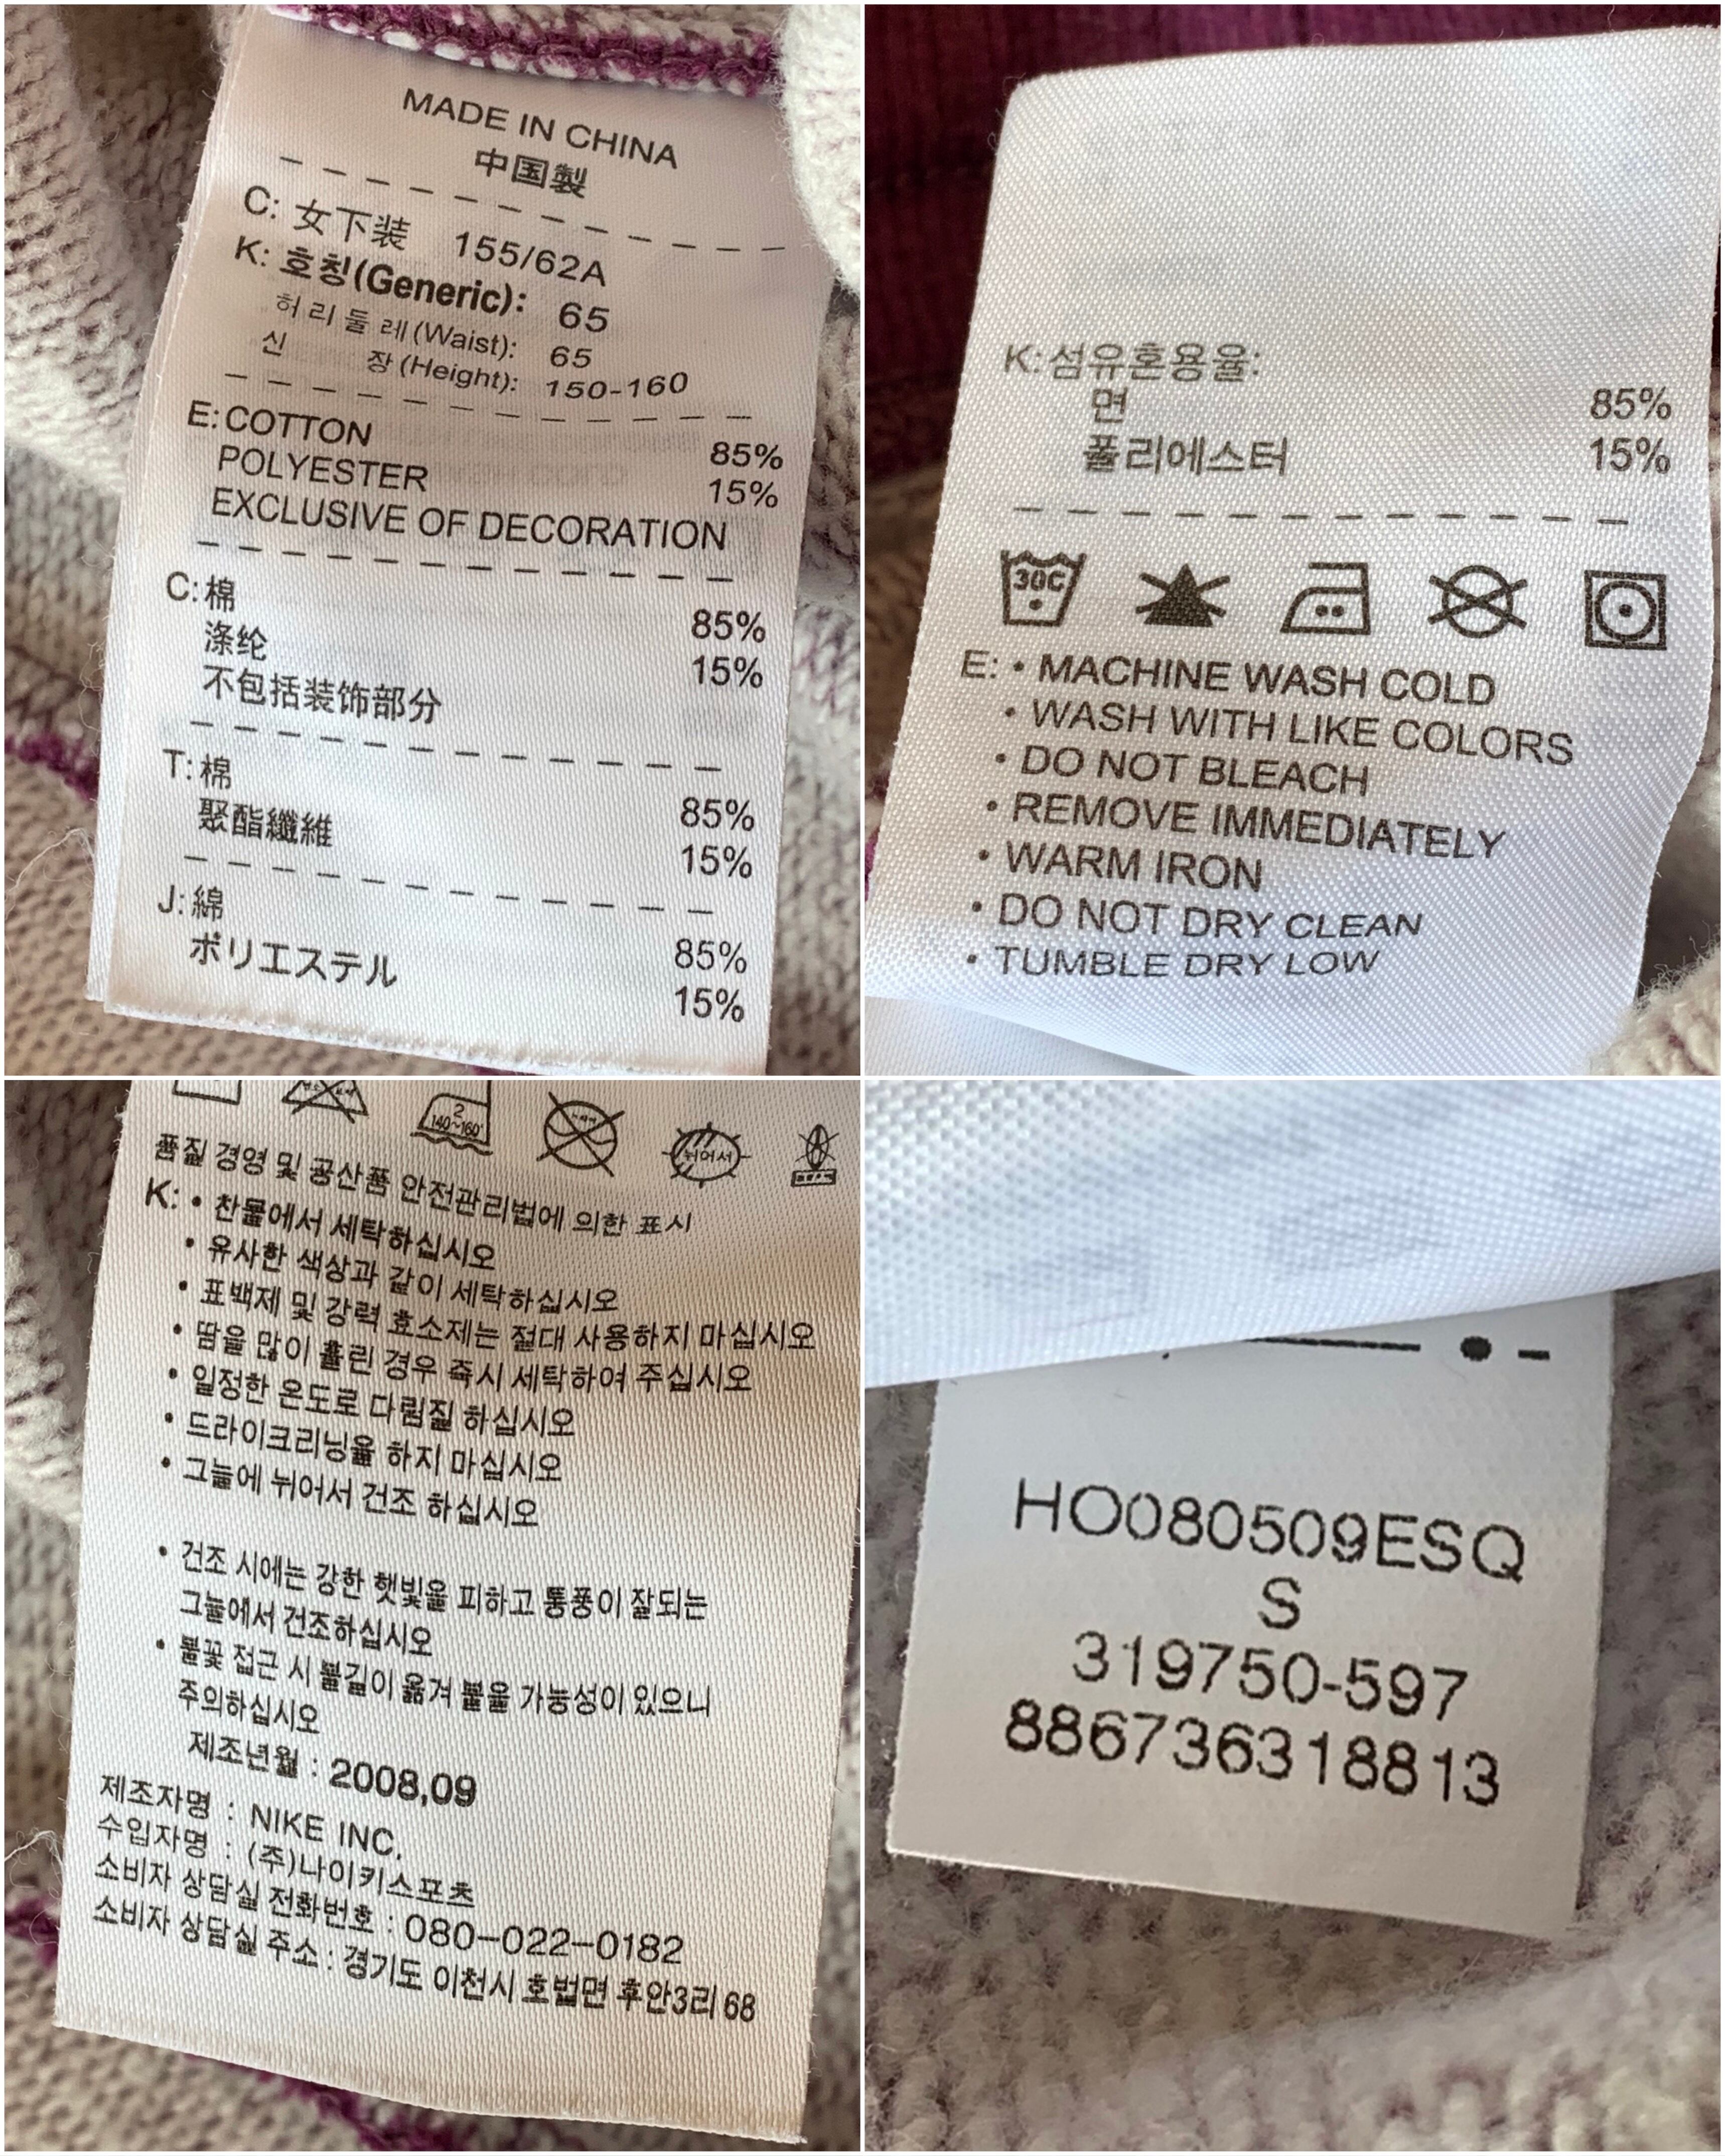 MADE IN CHINA
中国製
C: 女下装 155/62A
K: 호칭(Generic): 65
허리둘레(Waist): 65
신 장(Height): 150-160
E: COTTON 85%
POLYESTER 15%
EXCLUSIVE OF DECORATION
C: 棉 85%
涤纶 15%
不包括装饰部分
T: 棉 85%
聚酯纖維 15%
J: 綿 85%
ポリエステル 15%
K: 섬유혼용율:
면 85%
폴리에스터 15%
30C
E: • MACHINE WASH COLD
• WASH WITH LIKE COLORS
• DO NOT BLEACH
• REMOVE IMMEDIATELY
• WARM IRON
• DO NOT DRY CLEAN
• TUMBLE DRY LOW
2
140~160°
뉘어서
품질 경영 및 공산품 안전관리법에 의한 표시
K: • 찬물에서 세탁하십시오
• 유사한 색상과 같이 세탁하십시오
• 표백제 및 강력 효소제는 절대 사용하지 마십시오
• 땀을 많이 흘린 경우 즉시 세탁하여 주십시오
• 일정한 온도로 다림질 하십시오
• 드라이크리닝을 하지 마십시오
• 그늘에 뉘어서 건조 하십시오
• 건조 시에는 강한 햇빛을 피하고 통풍이 잘되는
그늘에서 건조하십시오
• 불꽃 접근 시 불길이 옮겨 붙을 가능성이 있으니
주의하십시오
제조년월 : 2008,09
제조자명 : NIKE INC.
수입자명 : (주)나이키스포츠
소비자 상담실 전화번호 : 080-022-0182
소비자 상담실 주소 : 경기도 이천시 호법면 후안3리 68
HO080509ESQ
S
319750-597
886736318813